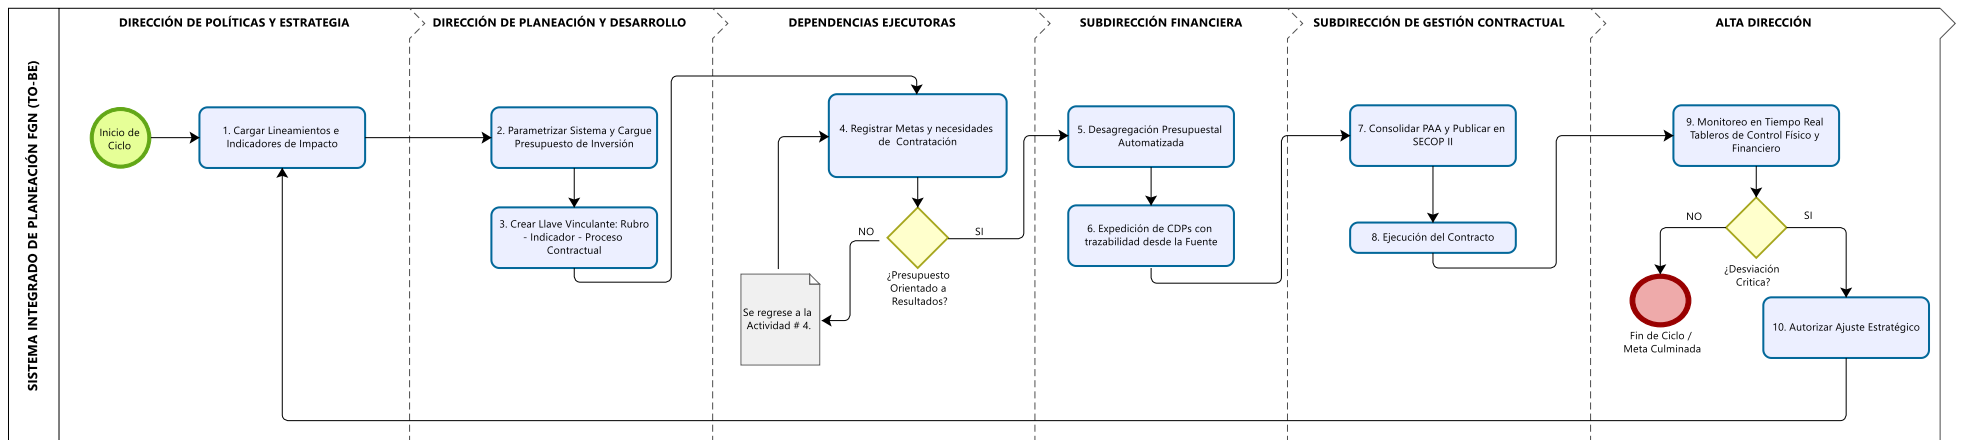 SISTEMA INTEGRADO DE PLANEACIÓN FGN (TO-BE)
DIRECCIÓN DE POLÍTICAS Y ESTRATEGIA
DIRECCIÓN DE PLANEACIÓN Y DESARROLLO
DEPENDENCIAS EJECUTORAS
SUBDIRECCIÓN FINANCIERA
SUBDIRECCIÓN DE GESTIÓN CONTRACTUAL
ALTA DIRECCIÓN
Inicio de
Ciclo
1. Cargar Lineamientos e
Indicadores de Impacto
2. Parametrizar Sistema y Cargue
Presupuesto de Inversión
3. Crear Llave Vinculante: Rubro
- Indicador - Proceso
Contractual
4. Registrar Metas y necesidades
de Contratación
NO
SI
¿Presupuesto
Orientado a
Resultados?
Se regrese a la
Actividad # 4.
5. Desagregación Presupuestal
Automatizada
6. Expedición de CDPs con
trazabilidad desde la Fuente
7. Consolidar PAA y Publicar en
SECOP II
8. Ejecución del Contracto
9. Monitoreo en Tiempo Real
Tableros de Control Físico y
Financiero
NO
SI
¿Desviación
Critica?
Fin de Ciclo /
Meta Culminada
10. Autorizar Ajuste Estratégico